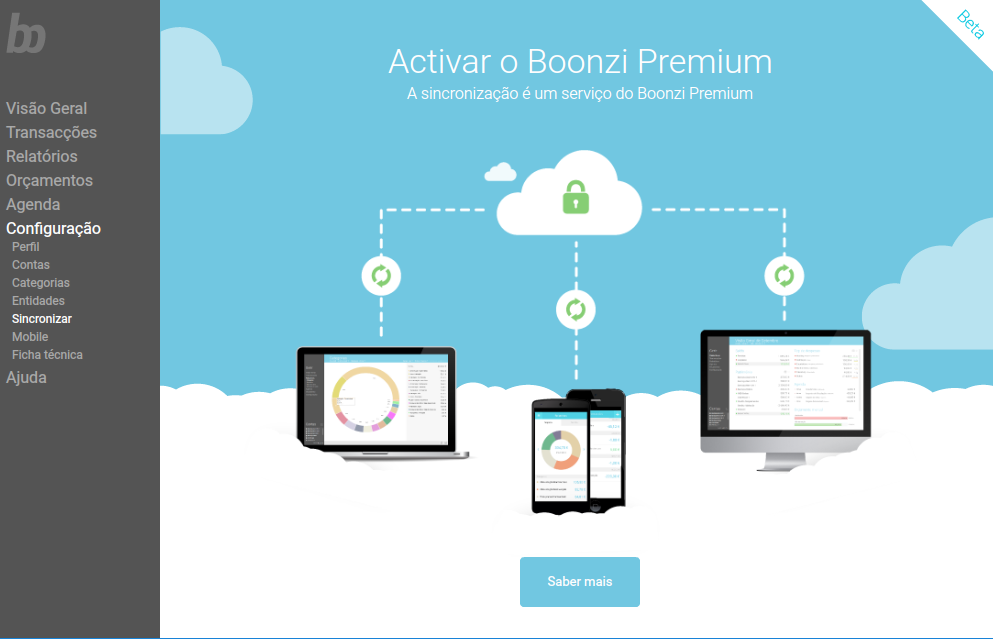 bo
Visão Geral
Transacções
Relatórios
Orçamentos
Agenda
Configuração
Perfil
Contas
Categorias
Entidades
Sincronizar
Mobile
Ficha técnica
Ajuda
Activar o Boonzi Premium
A sincronização é um serviço do Boonzi Premium
Beta
Saber mais